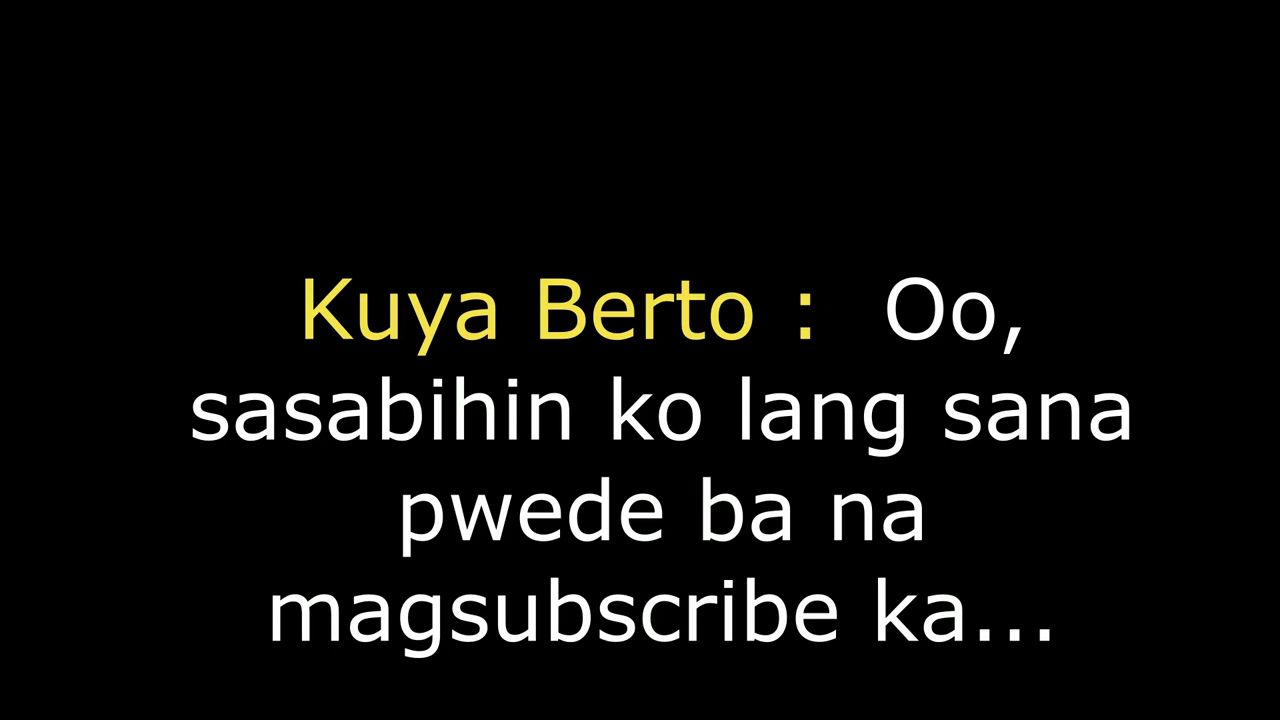 Kuya Berto :  Oo,
sasabihin ko lang sana
pwede ba na
magsubscribe ka...